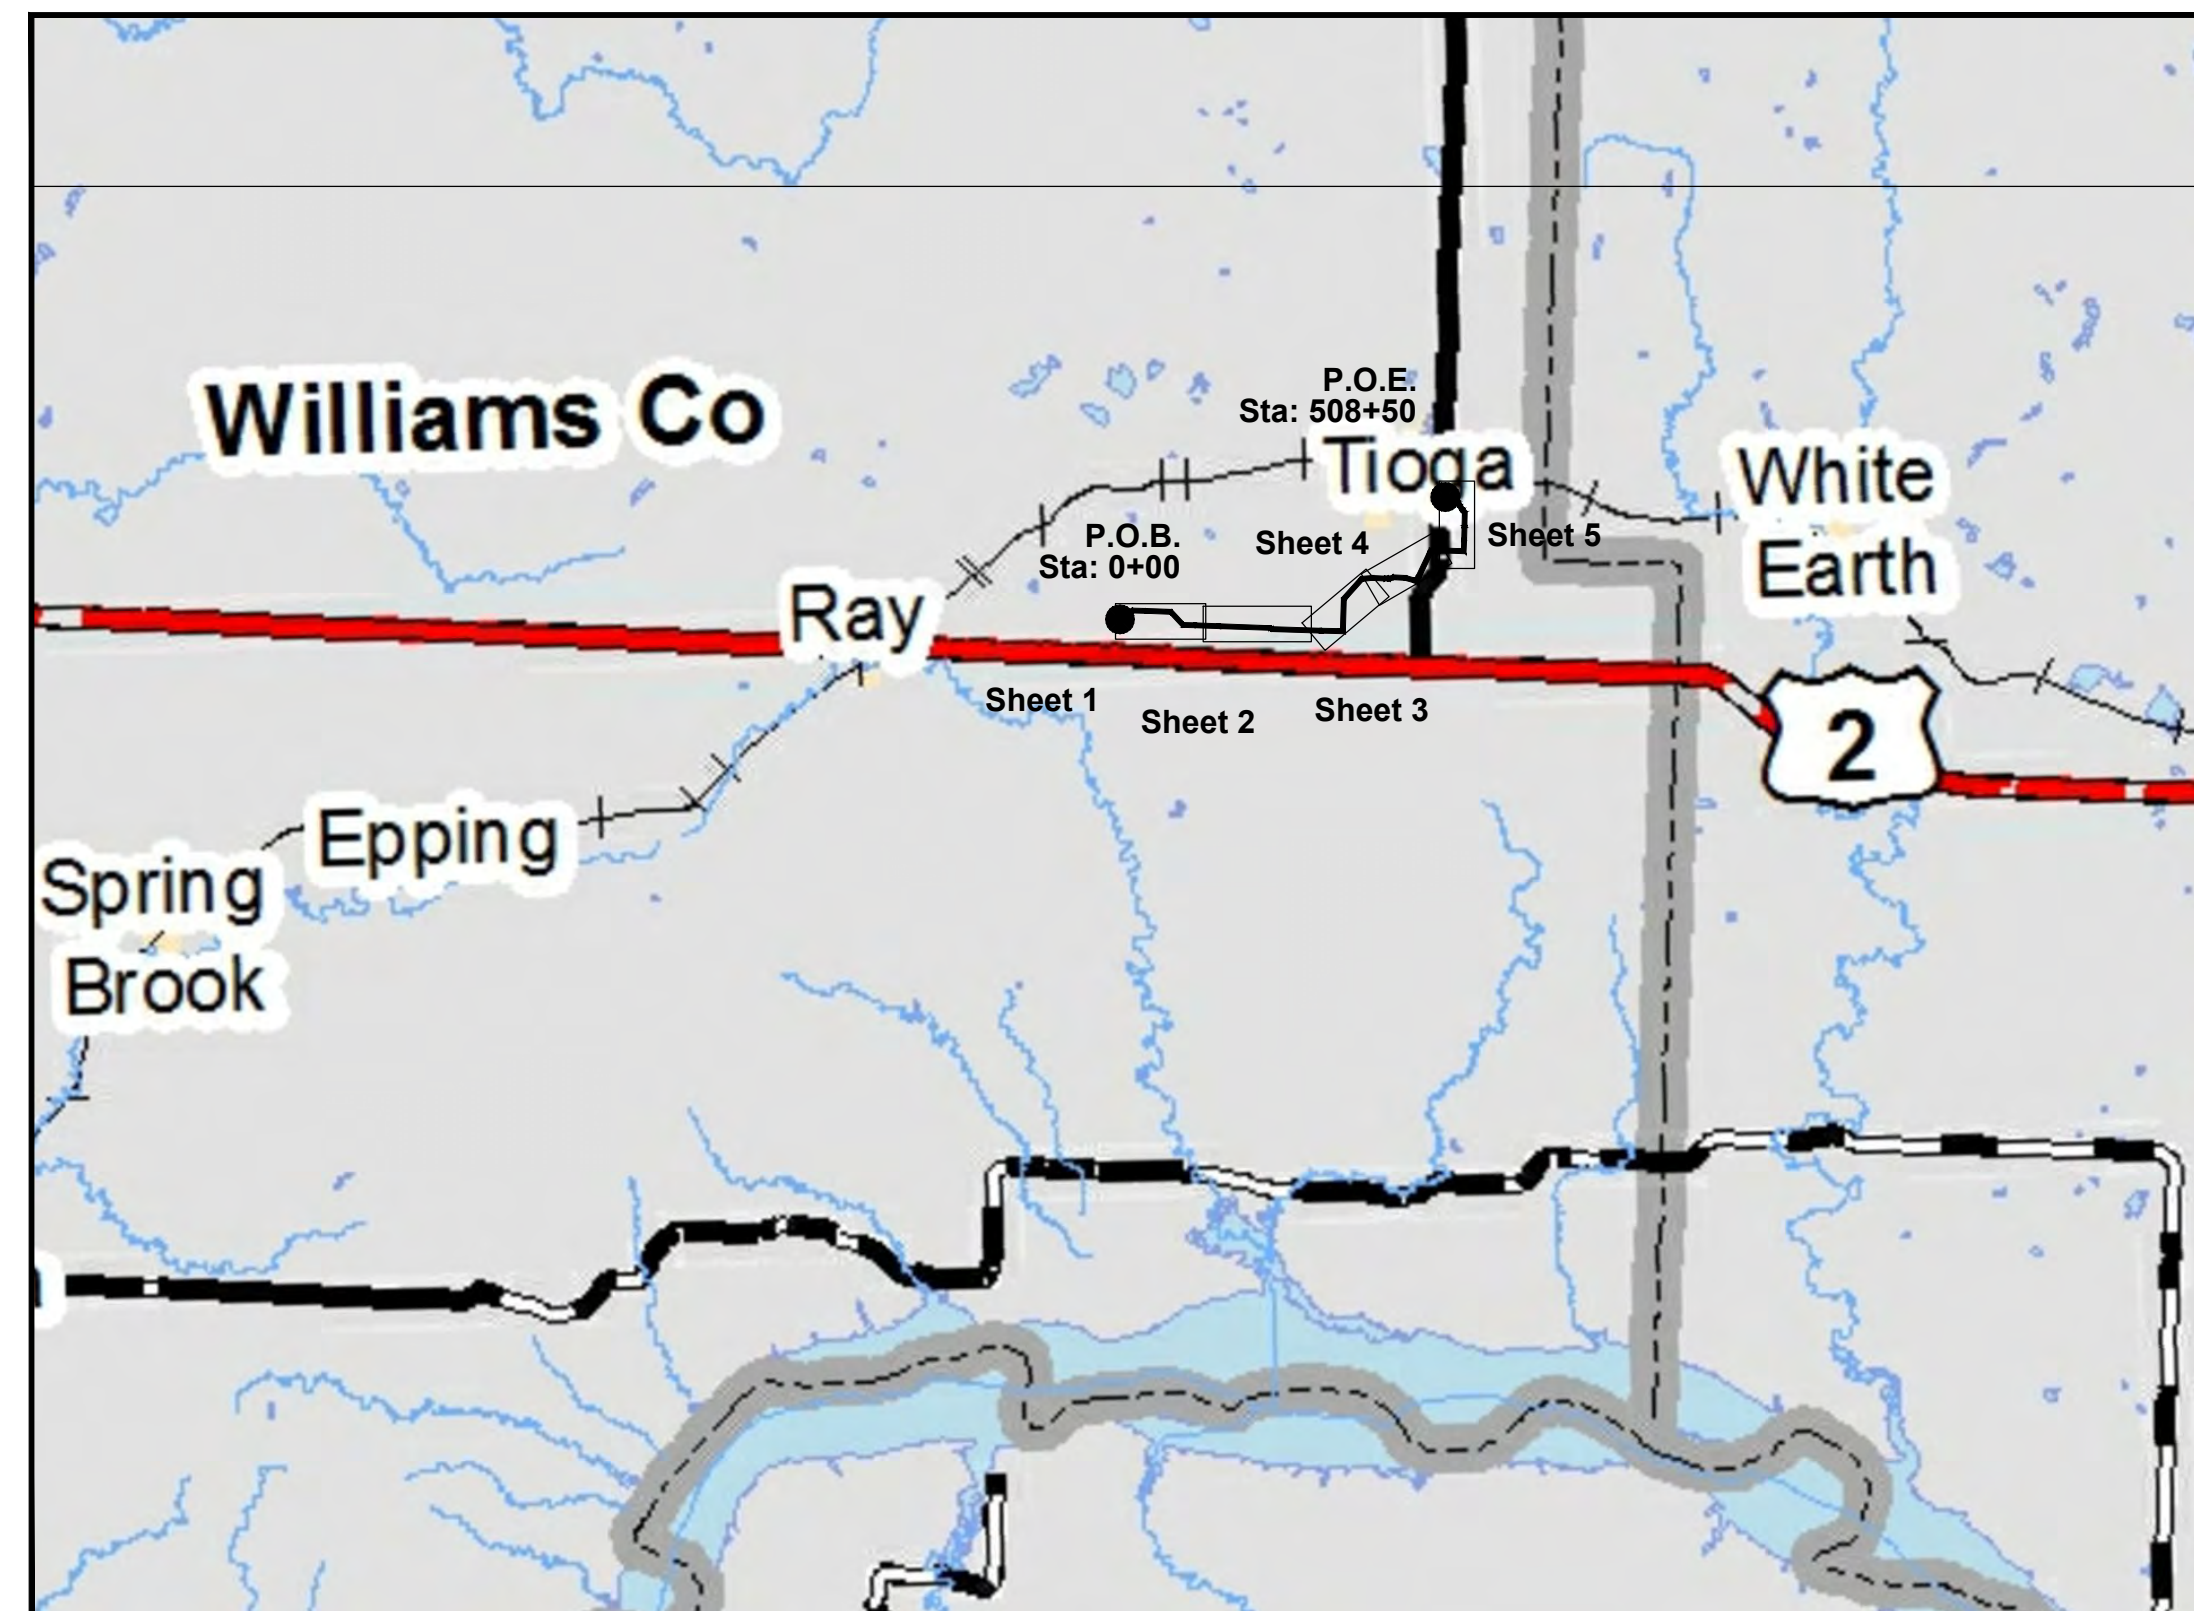 Williams Co
P.O.E.
Sta: 508+50
Tioga
White
Earth
P.O.B.
Sta: 0+00
Sheet 4
Sheet 5
Ray
Sheet 1
Sheet 2
Sheet 3
2
Epping
Spring
Brook